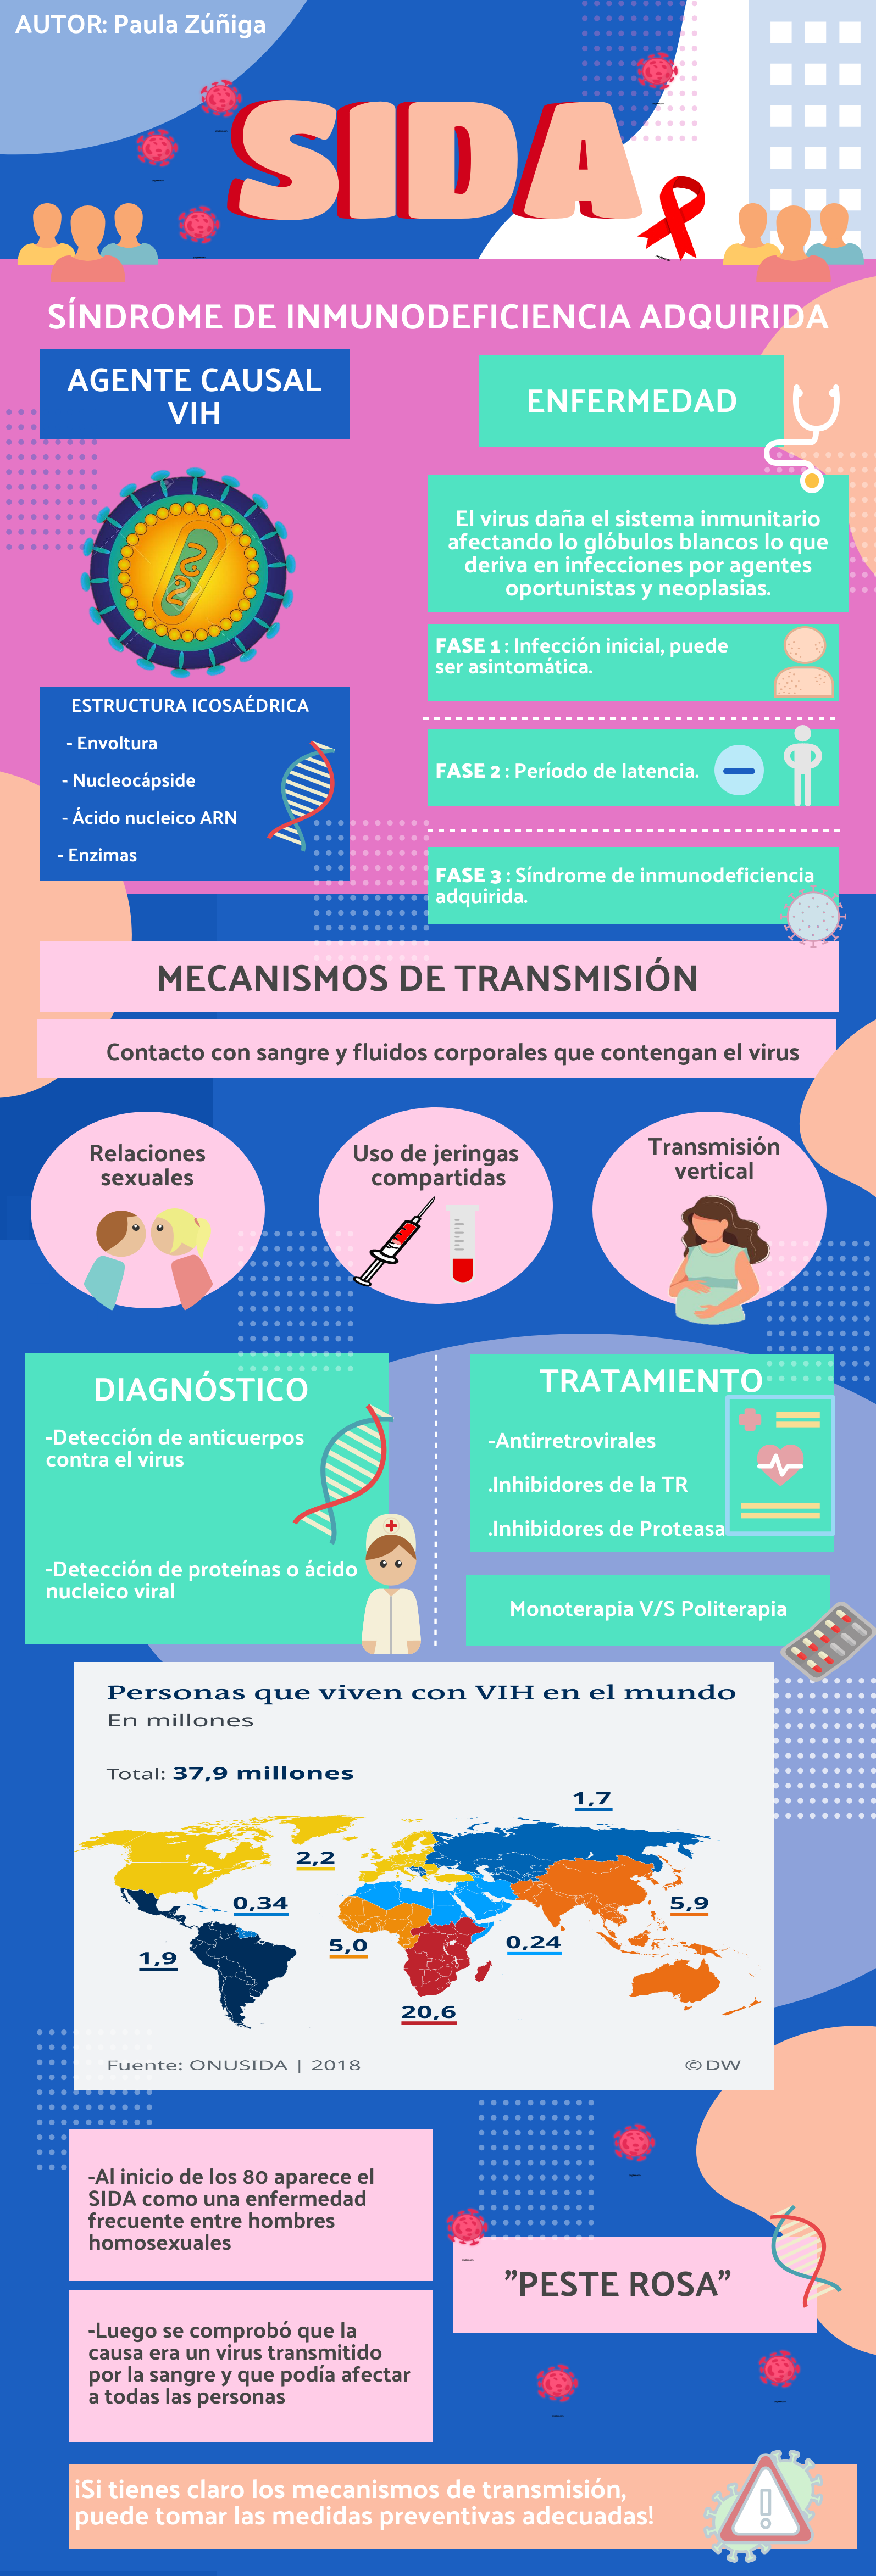 AUTOR: Paula Zúñiga
SIDA
SÍNDROME DE INMUNODEFICIENCIA ADQUIRIDA
AGENTE CAUSAL
VIH
ESTRUCTURA ICOSAÉDRICA
- Envoltura
- Nucleocápside
- Ácido nucleico ARN
- Enzimas
ENFERMEDAD
El virus daña el sistema inmunitario
afectando lo glóbulos blancos lo que
deriva en infecciones por agentes
oportunistas y neoplasias.
FASE 1 : Infección inicial, puede
ser asintomática.
FASE 2 : Período de latencia.
FASE 3 : Síndrome de inmunodeficiencia
adquirida.
MECANISMOS DE TRANSMISIÓN
Contacto con sangre y fluidos corporales que contengan el virus
Relaciones
sexuales
Uso de jeringas
compartidas
Transmisión
vertical
DIAGNÓSTICO
-Detección de anticuerpos
contra el virus
-Detección de proteínas o ácido
nucleico viral
TRATAMIENTO
-Antirretrovirales
.Inhibidores de la TR
.Inhibidores de Proteasa
Monoterapia V/S Politerapia
Personas que viven con VIH en el mundo
En millones
Total: 37,9 millones
1,7
2,2
0,34
5,9
5,0
0,24
1,9
20,6
Fuente: ONUSIDA | 2018
© DW
-Al inicio de los 80 aparece el
SIDA como una enfermedad
frecuente entre hombres
homosexuales
"PESTE ROSA"
-Luego se comprobó que la
causa era un virus transmitido
por la sangre y que podía afectar
a todas las personas
¡Si tienes claro los mecanismos de transmisión,
puede tomar las medidas preventivas adecuadas!